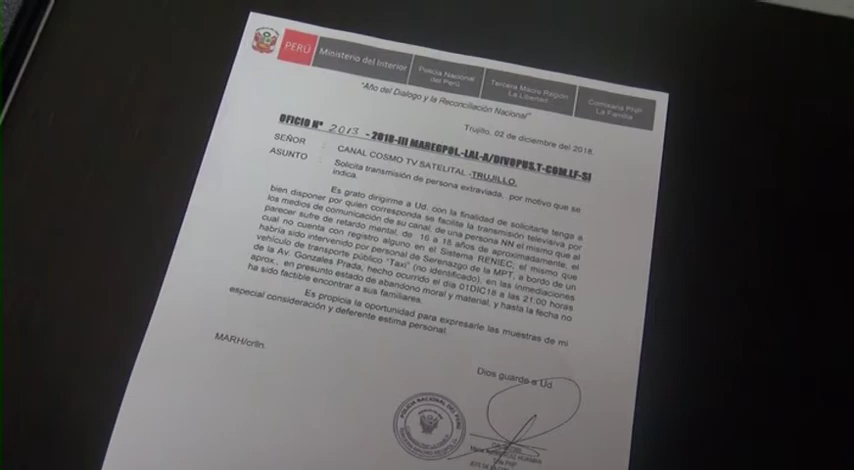 PERÚ
Ministerio del Interior
Policía Nacional
del Perú
Tercera Macro Región
La Libertad
Comisaría PNP
La Familia
"Año del Dialogo y la Reconciliación Nacional"
Trujillo, 02 de diciembre del 2018.
OFICIO Nº 2013 - 2018-III MAREGPOL-LAL-A/DIVOPUS.T-COM.LF-SI
SEÑOR CANAL COSMO TV SATELITAL -TRUJILLO.
ASUNTO Solicita transmisión de persona extraviada, por motivo que se
indica.
Es grato dirigirme a Ud. con la finalidad de solicitarle tenga a
bien disponer por quien corresponda se facilite la transmisión televisiva por
los medios de comunicación de su canal, de una persona NN el mismo que al
parecer sufre de retardo mental, de 16 a 18 años de aproximadamente, el
cual no cuenta con registro alguno en el Sistema RENIEC, el mismo que
habría sido intervenido por personal de Serenazgo de la MPT, a bordo de un
vehículo de transporte público "Taxi" (no identificado), en las inmediaciones
de la Av. Gonzales Prada, hecho ocurrido el día 01DIC18 a las 21:00 horas
aprox., en presunto estado de abandono moral y material, y hasta la fecha no
ha sido factible encontrar a sus familiares.
Es propicia la oportunidad para expresarle las muestras de mi
especial consideración y deferente estima personal.
MARH/crlln.
Dios guarde a Ud.
POLICIA NACIONAL DEL PERU